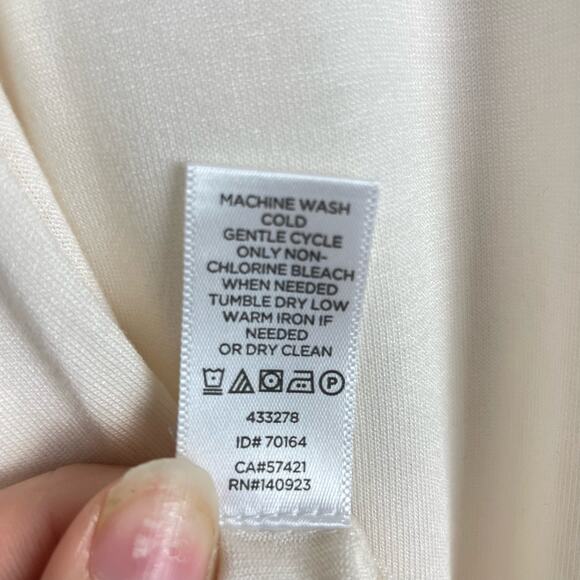 MACHINE WASH
COLD
GENTLE CYCLE
ONLY NON-
CHLORINE BLEACH
WHEN NEEDED
TUMBLE DRY LOW
WARM IRON IF
NEEDED
OR DRY CLEAN
P
433278
ID# 70164
CA#57421
RN#140923